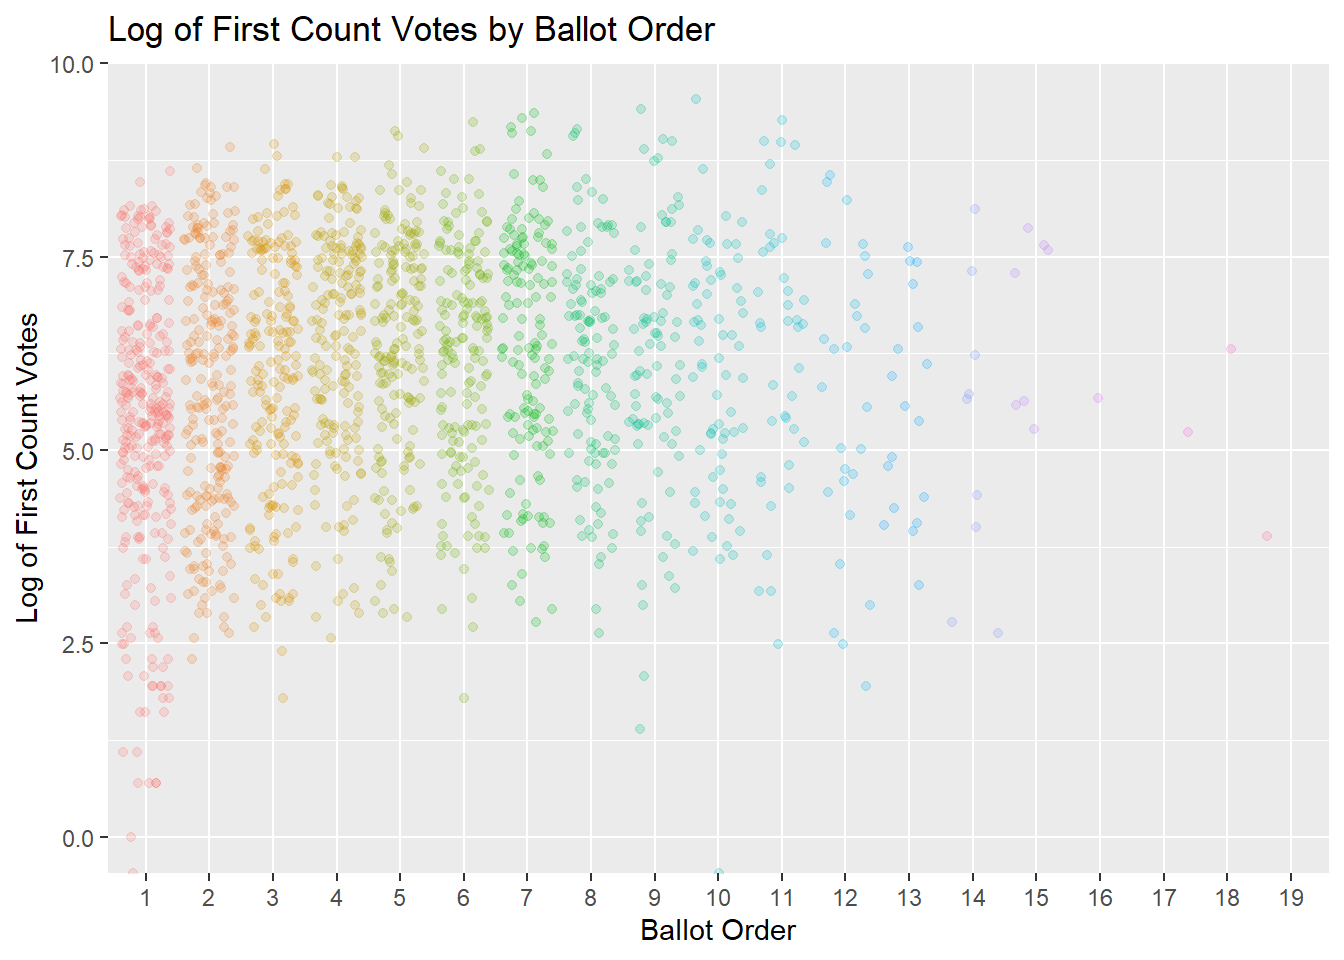 Log of First Count Votes by Ballot Order
10.0
7.5
5.0
2.5
0.0
Log of First Count Votes
1 2 3 4 5 6 7 8 9 10 11 12 13 14 15 16 17 18 19
Ballot Order